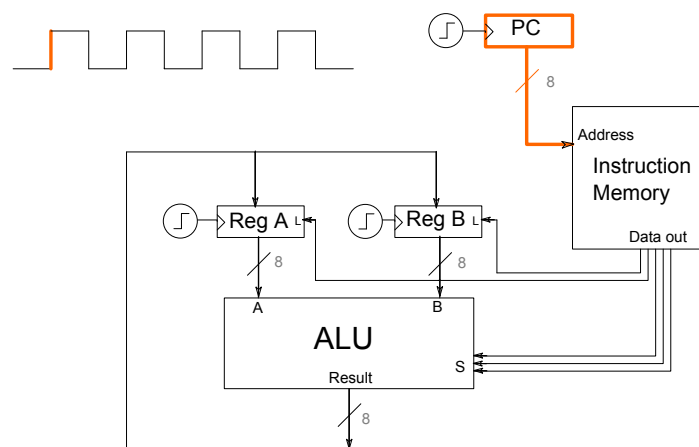 PC
8
Address
Instruction
Memory
Data out
Reg A L
Reg B L
8
8
A
B
ALU
S
Result
8